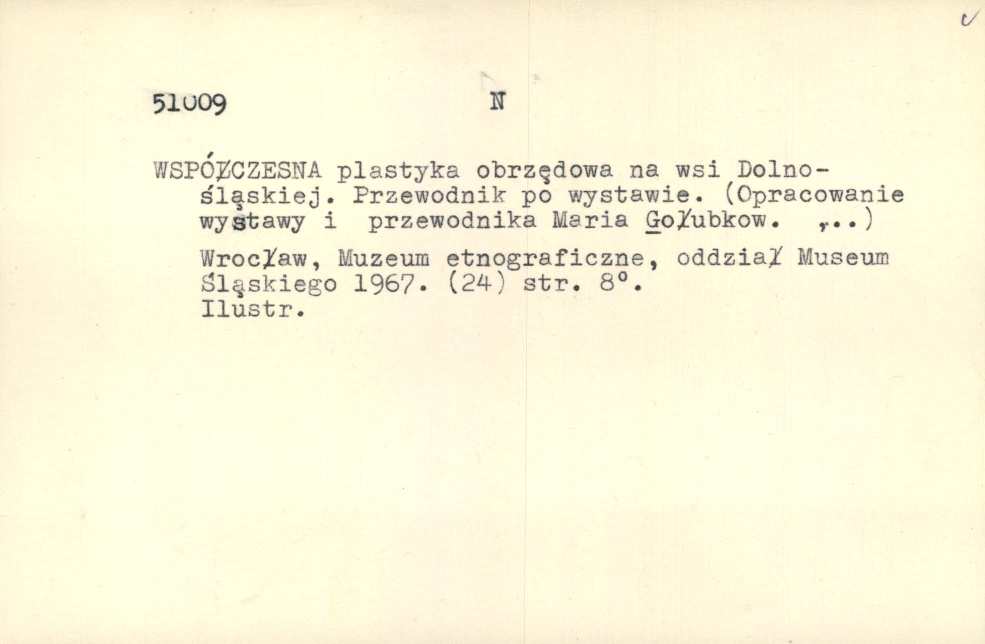 51009 N
WSPÓŁCZESNA plastyka obrzędowa na wsi Dolno-
śląskiej. Przewodnik po wystawie. (Opracowanie
wystawy i przewodnika Maria Gołubkow. ...)
Wrocław, Muzeum etnograficzne, oddział Museum
Śląskiego 1967. (24) str. 8°.
Ilustr.